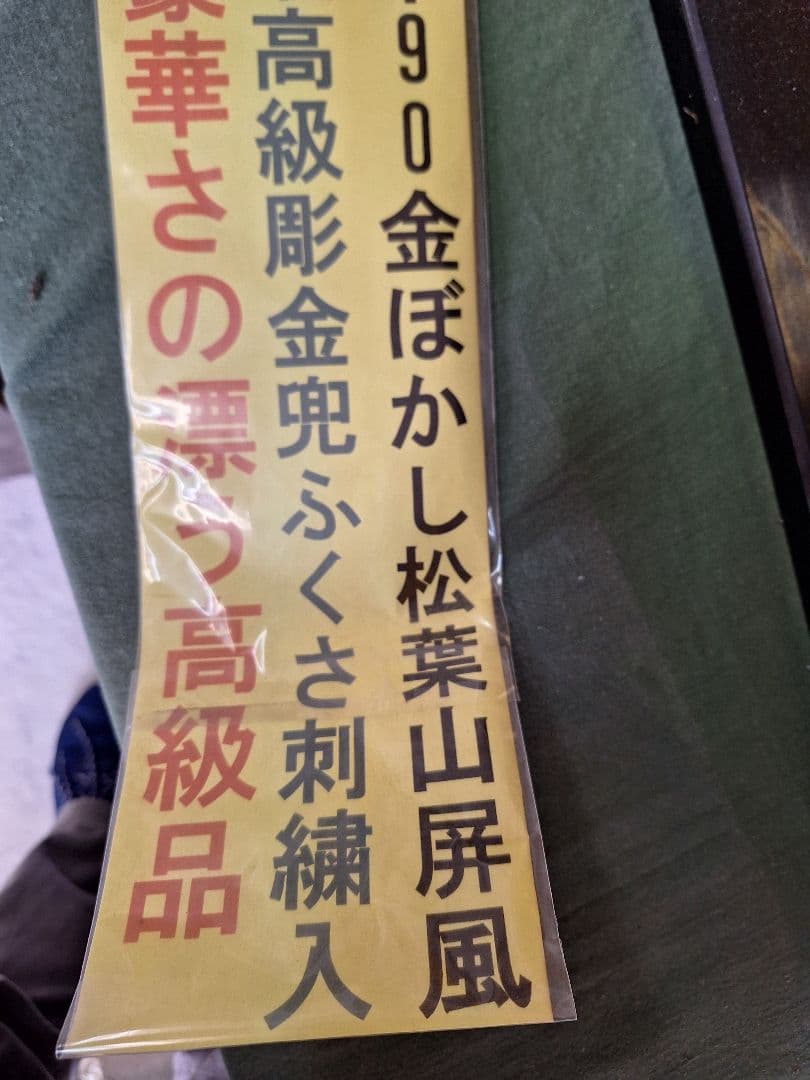 90金ぼかし松葉山屏風
高級彫金兜ふくさ刺繍入
豪華さの漂う高級品